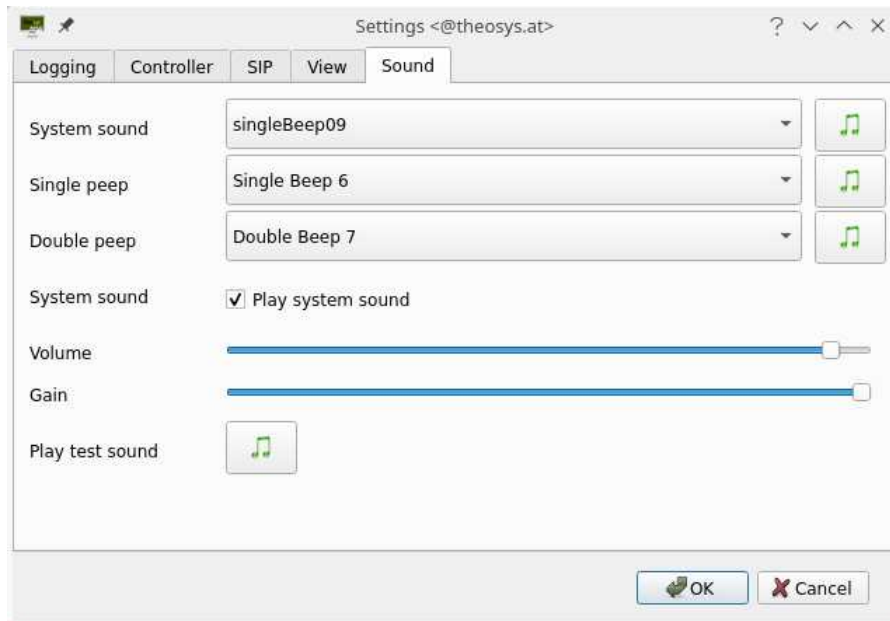 Settings <@theosys.at>
Logging Controller SIP View Sound
System sound singleBeep09
Single peep Single Beep 6
Double peep Double Beep 7
System sound Play system sound
Volume
Gain
Play test sound
OK Cancel